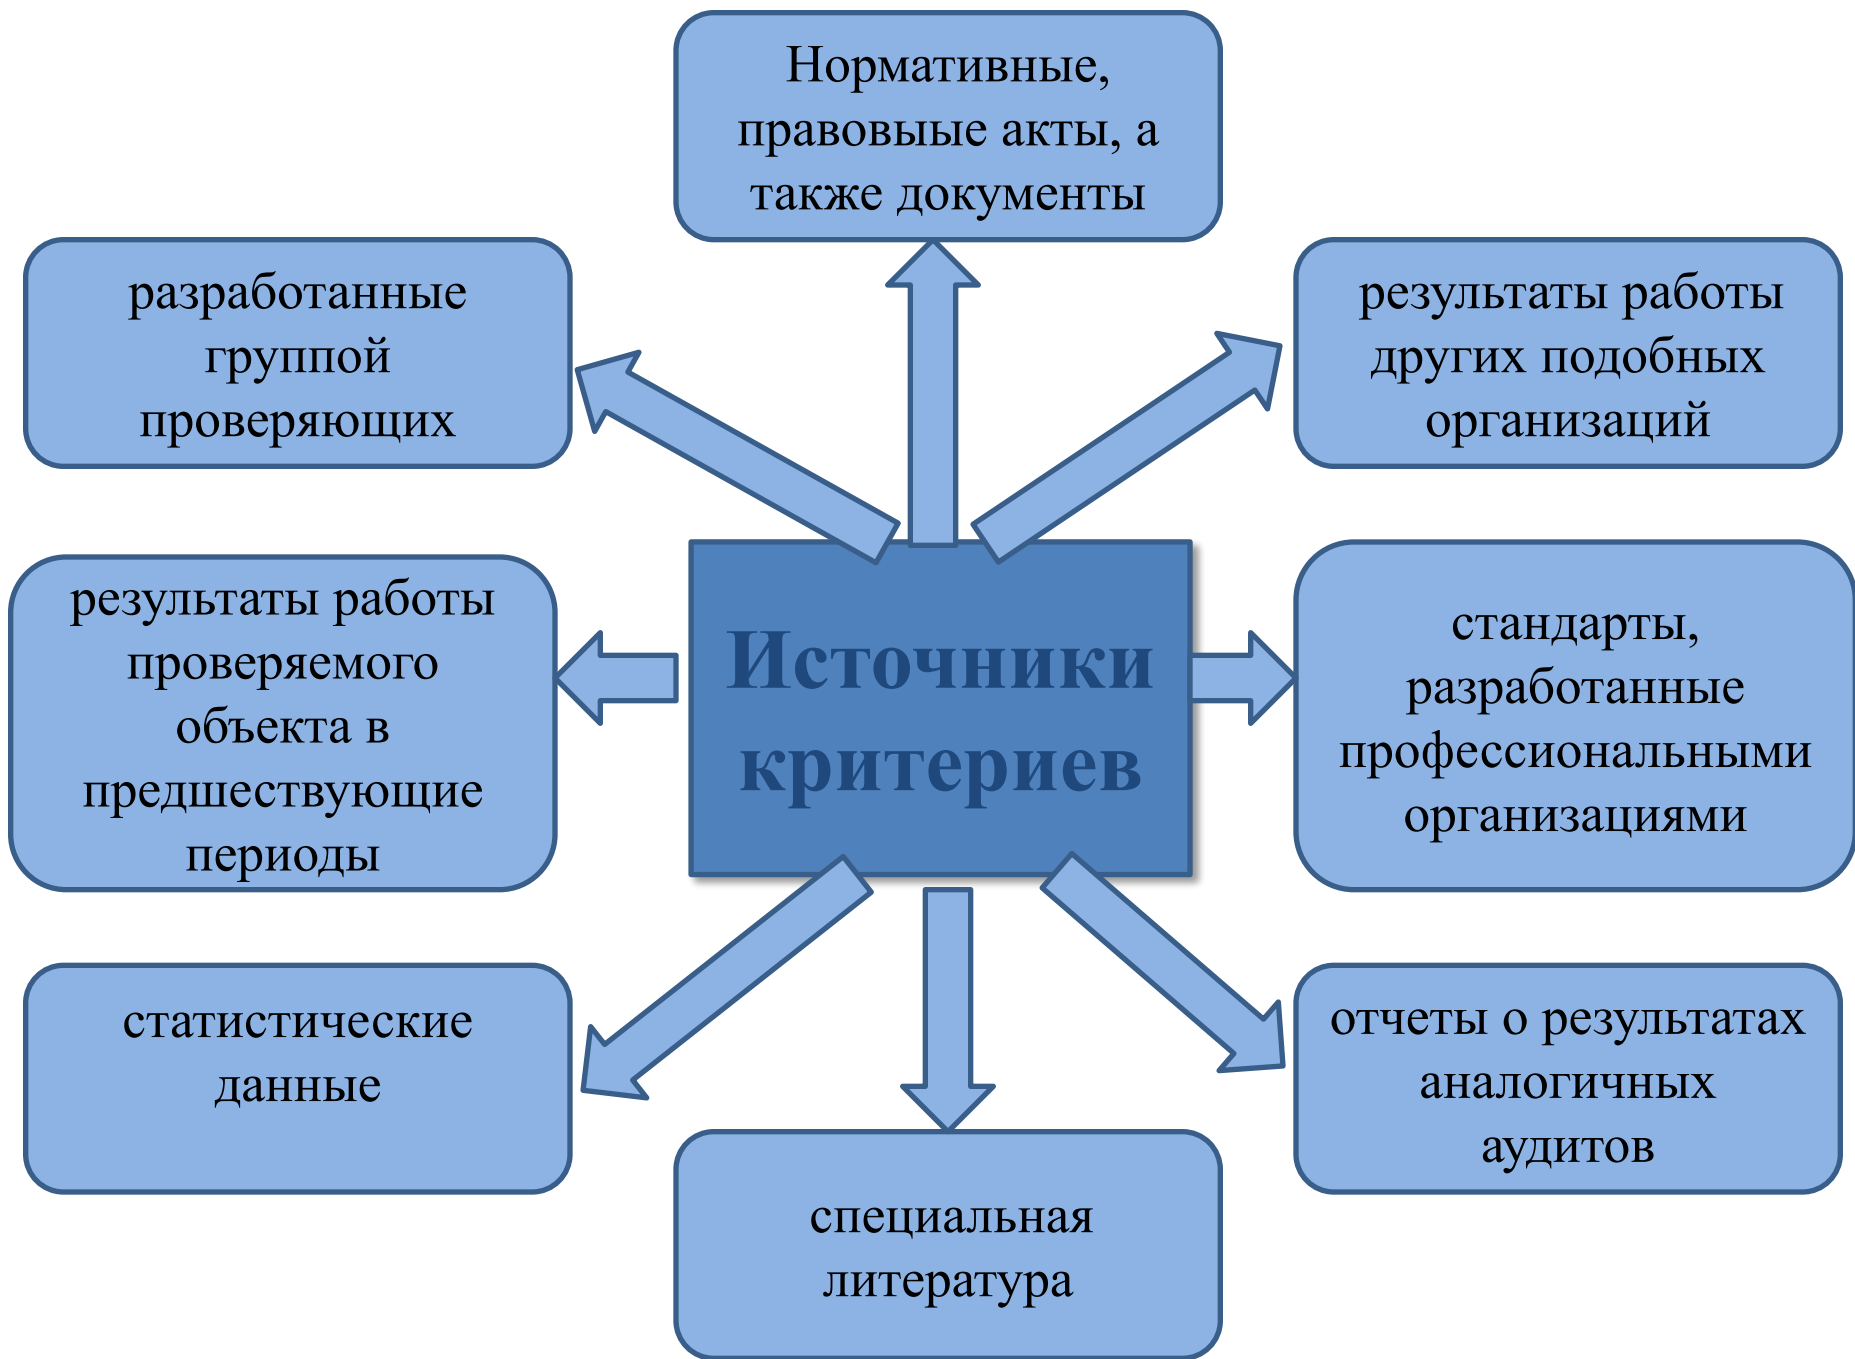 Нормативные,
правовыие акты, а
также документы
разработанные
группой
проверяющих
результаты работы
других подобных
организаций
результаты работы
проверяемого
объекта в
предшествующие
периоды
Источники
критериев
стандарты,
разработанные
профессиональными
организациями
статистические
данные
отчеты о результатах
аналогичных
аудитов
специальная
литература